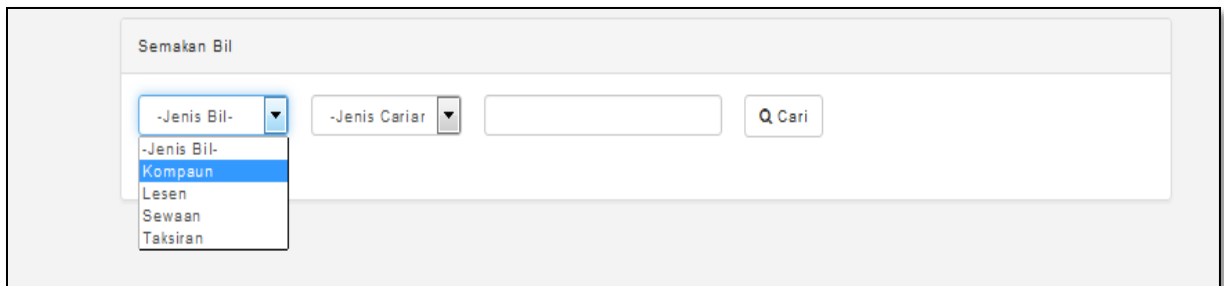 Semakan Bil
-Jenis Bil- -Jenis Cariar Cari
-Jenis Bil-
Kompaun
Lesen
Sewaan
Taksiran